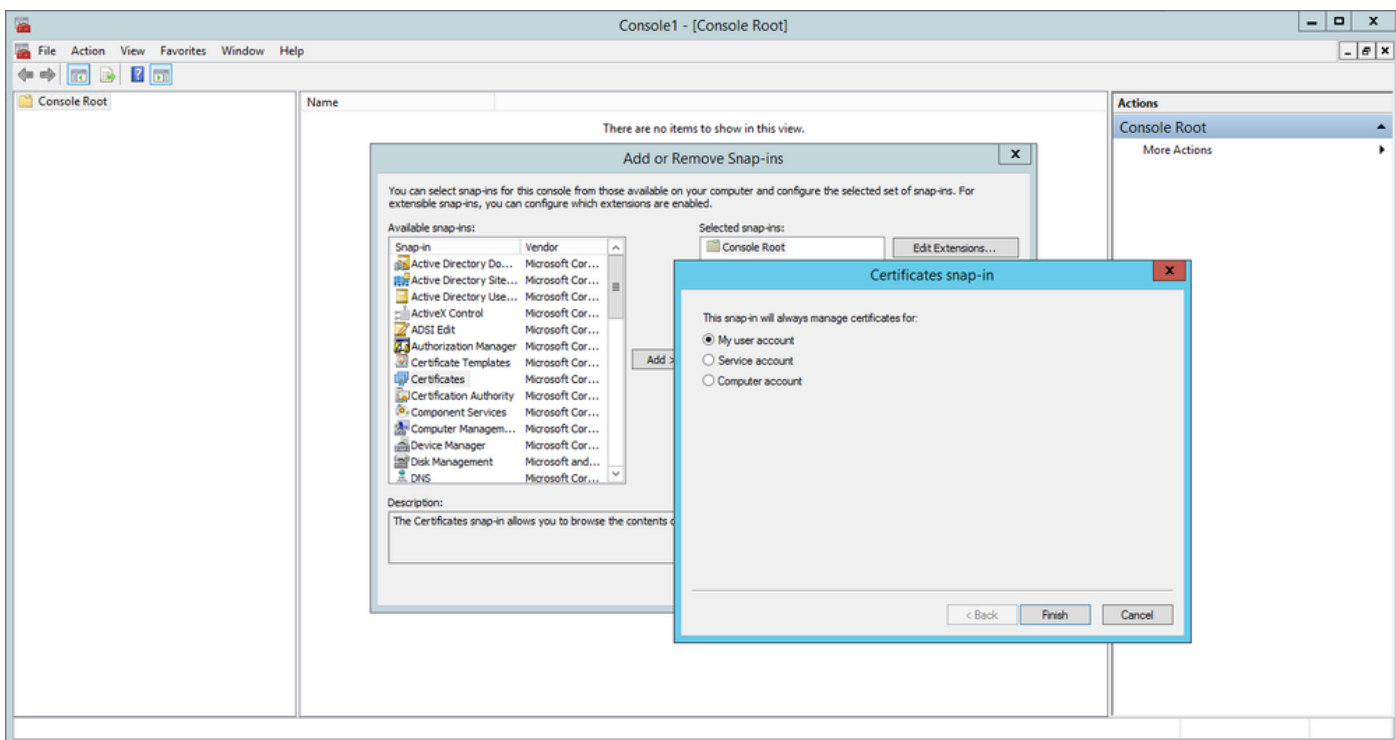 Console1 - [Console Root]
File Action View Favorites Window Help
Console Root
Name
There are no items to show in this view.
Actions
Console Root
More Actions
Add or Remove Snap-ins
You can select snap-ins for this console from those available on your computer and configure the selected set of snap-ins. For
extensible snap-ins, you can configure which extensions are enabled.
Available snap-ins:
Selected snap-ins:
Snap-in Vendor
Active Directory Do... Microsoft Cor...
Active Directory Site... Microsoft Cor...
Active Directory Use... Microsoft Cor...
ActiveX Control Microsoft Cor...
ADSI Edit Microsoft Cor...
Authorization Manager Microsoft Cor...
Certificate Templates Microsoft Cor...
Certificates Microsoft Cor...
Certification Authority Microsoft Cor...
Component Services Microsoft Cor...
Computer Managem... Microsoft Cor...
Device Manager Microsoft Cor...
Disk Management Microsoft and...
DNS Microsoft Cor...
Add >
Console Root
Edit Extensions...
Description:
The Certificates snap-in allows you to browse the contents
Certificates snap-in
This snap-in will always manage certificates for:
My user account
Service account
Computer account
< Back Finish Cancel